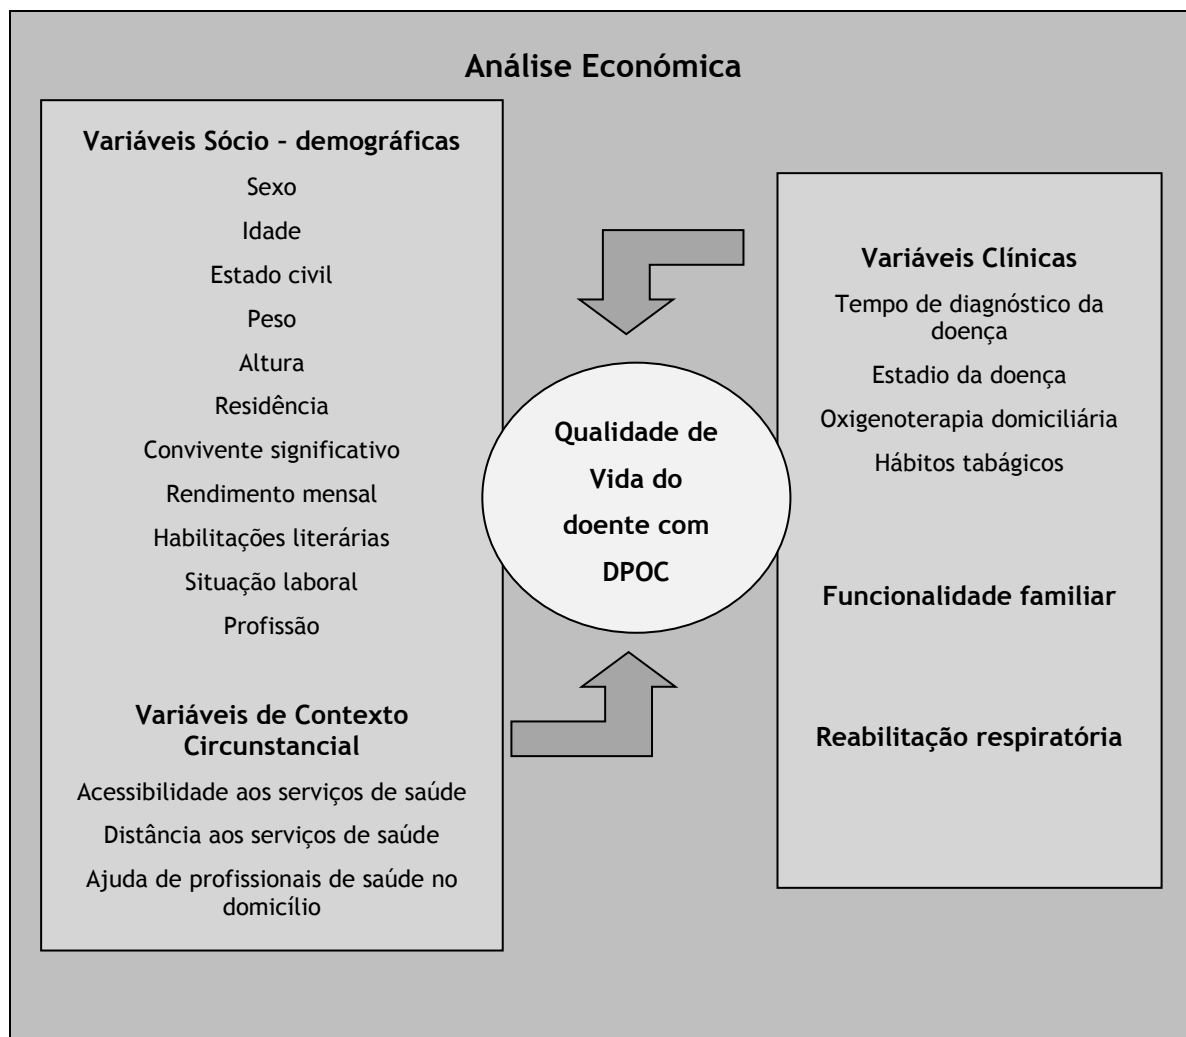 Análise Económica
Variáveis Sócio – demográficas
Sexo
Idade
Estado civil
Peso
Altura
Residência
Convivente significativo
Rendimento mensal
Habilitações literárias
Situação laboral
Profissão
Variáveis de Contexto
Circunstancial
Acessibilidade aos serviços de saúde
Distância aos serviços de saúde
Ajuda de profissionais de saúde no
domicílio
Qualidade de
Vida do
doente com
DPOC
Variáveis Clínicas
Tempo de diagnóstico da
doença
Estadio da doença
Oxigenoterapia domiciliária
Hábitos tabágicos
Funcionalidade familiar
Reabilitação respiratória